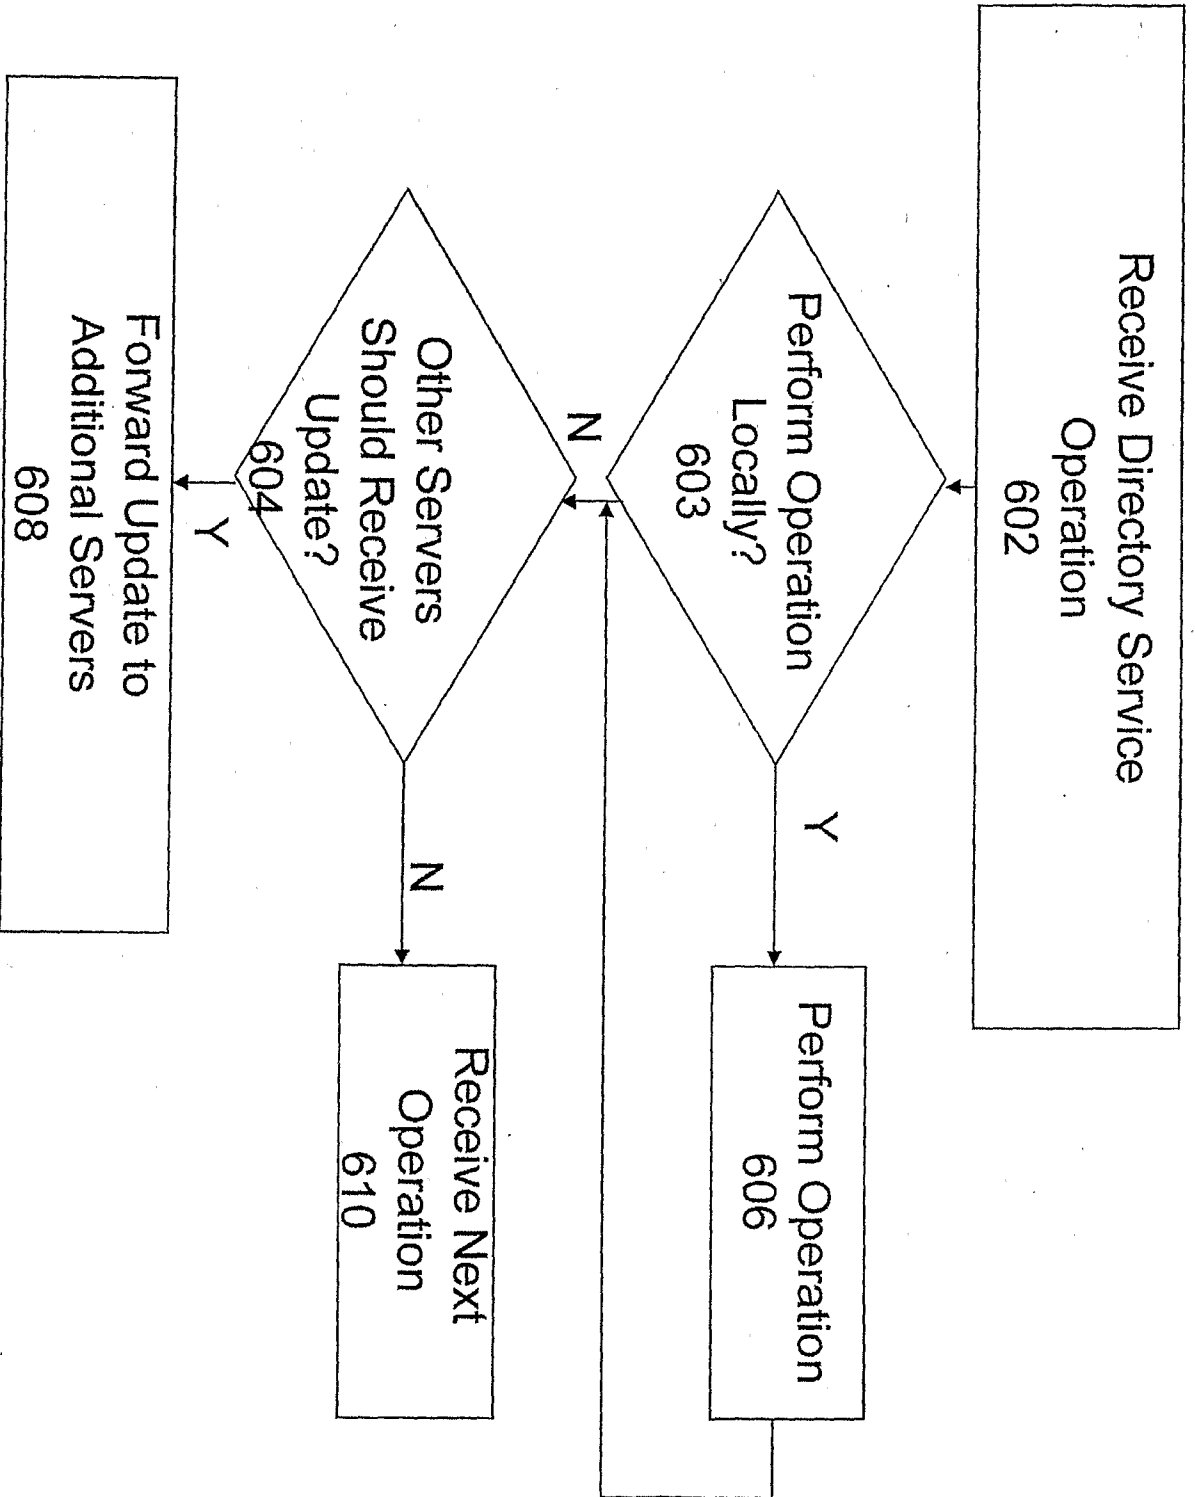 Receive Directory Service
Operation
602
Perform Operation
Locally?
603
Y
Perform Operation
606
N
Other Servers
Should Receive
Update?
604
N
Receive Next
Operation
610
Y
Forward Update to
Additional Servers
608